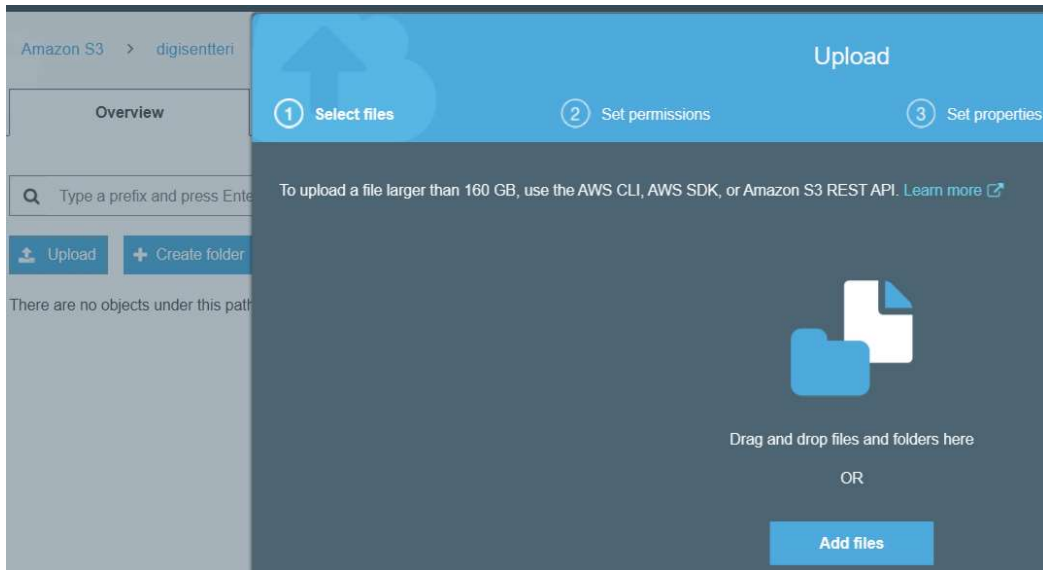 Amazon S3 > digisentteri
Overview
Type a prefix and press Ente
Upload
+ Create folder
There are no objects under this path
Upload
1 Select files
2 Set permissions
3 Set properties
To upload a file larger than 160 GB, use the AWS CLI, AWS SDK, or Amazon S3 REST API. Learn more
Drag and drop files and folders here
OR
Add files